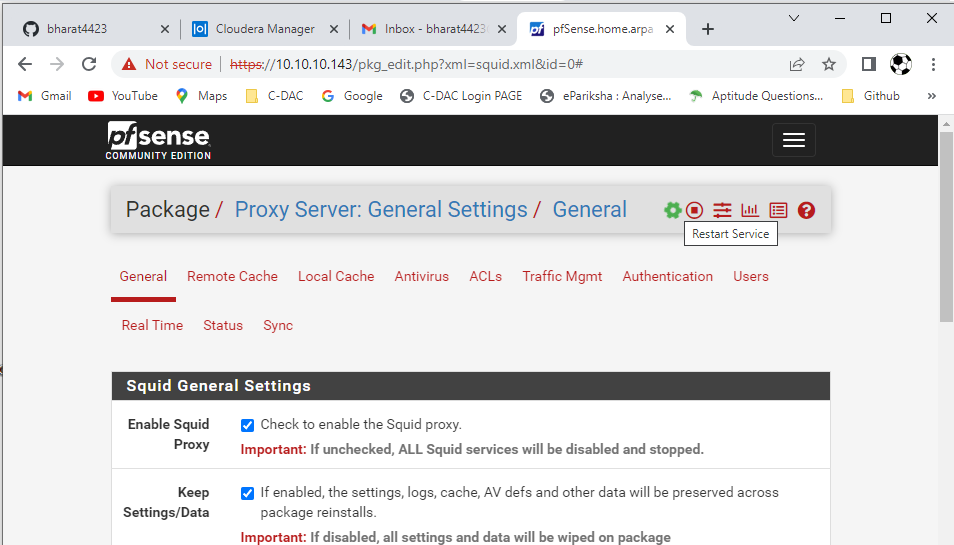 bharat4423
Cloudera Manager
Inbox - bharat4423
pfSense.home.arpa
Not secure
https://10.10.10.143/pkg_edit.php?xml=squid.xml&id=0#
Gmail
YouTube
Maps
C-DAC
Google
C-DAC Login PAGE
ePariksha : Analyse...
Aptitude Questions...
Github
»
pfsense
COMMUNITY EDITION
Package / Proxy Server: General Settings / General
Restart Service
General Remote Cache Local Cache Antivirus ACLs Traffic Mgmt Authentication Users
Real Time Status Sync
Squid General Settings
Enable Squid
Proxy
Check to enable the Squid proxy.
Important: If unchecked, ALL Squid services will be disabled and stopped.
Keep
Settings/Data
If enabled, the settings, logs, cache, AV defs and other data will be preserved across
package reinstalls.
Important: If disabled, all settings and data will be wiped on package